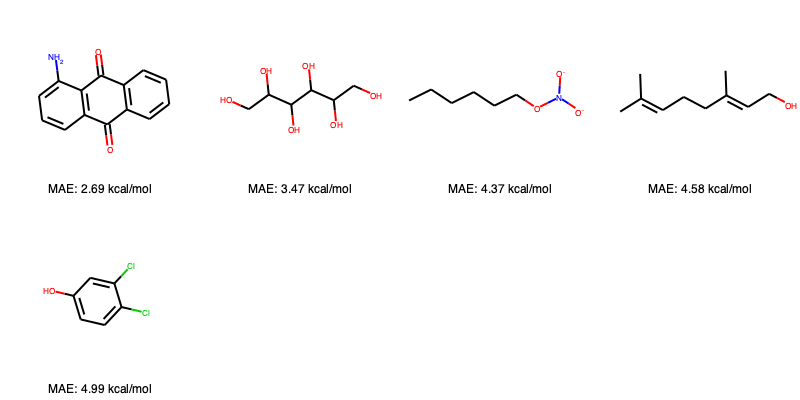 NH₂
O
O
HO
OH
OH
OH
OH
OH
O
N
O⁻
O⁻
OH
MAE: 2.69 kcal/mol
MAE: 3.47 kcal/mol
MAE: 4.37 kcal/mol
MAE: 4.58 kcal/mol
HO
Cl
Cl
MAE: 4.99 kcal/mol